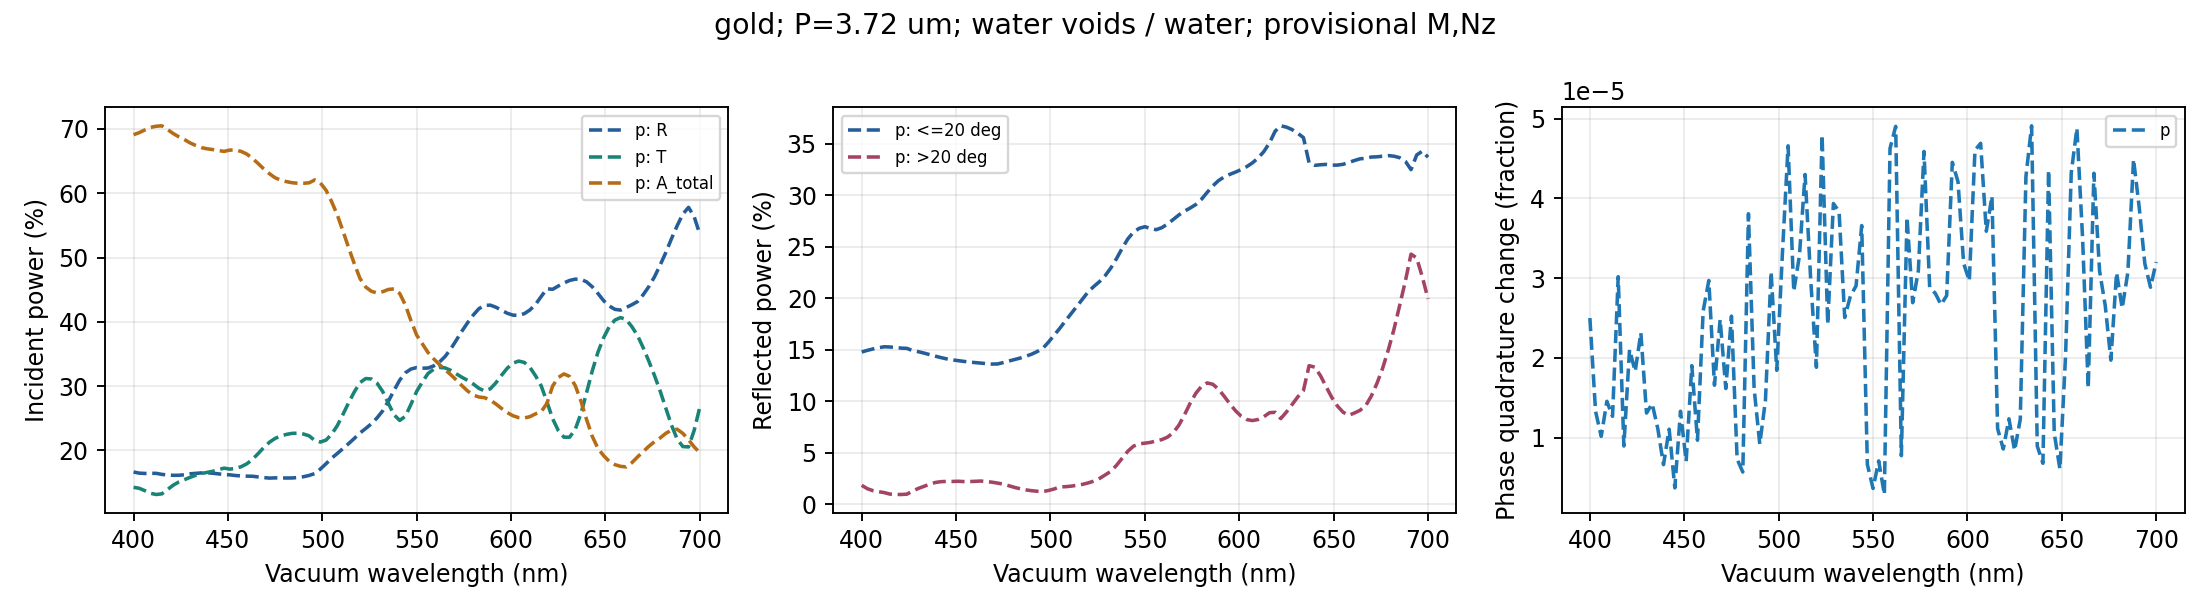 gold; P=3.72 um; water voids / water; provisional M,Nz
Incident power (%)
70
60
50
40
30
20
p: R
p: T
p: A_total
400 450 500 550 600 650 700
Vacuum wavelength (nm)
Reflected power (%)
35
30
25
20
15
10
5
0
p: <=20 deg
p: >20 deg
400 450 500 550 600 650 700
Vacuum wavelength (nm)
Phase quadrature change (fraction)
1e−5
5
4
3
2
1
p
400 450 500 550 600 650 700
Vacuum wavelength (nm)